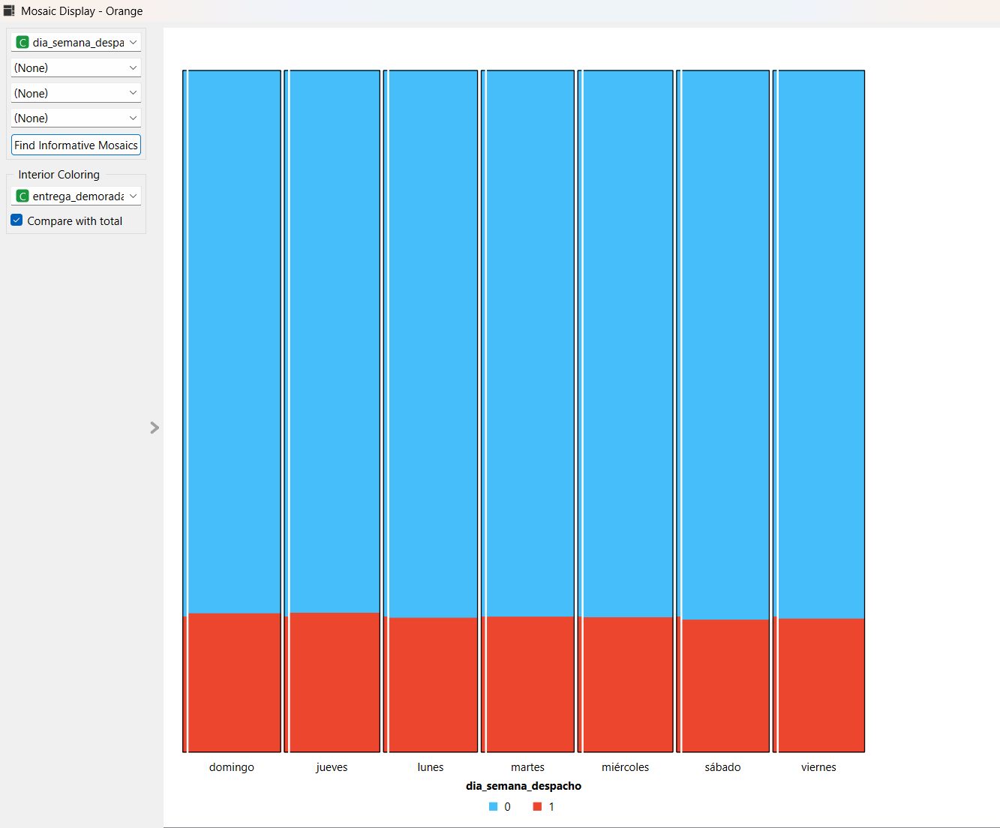 Mosaic Display - Orange
C dia_semana_despa
(None)
(None)
(None)
Find Informative Mosaics
Interior Coloring
C entrega_demorada
Compare with total
domingo jueves lunes martes miércoles sábado viernes
dia_semana_despacho
0 1